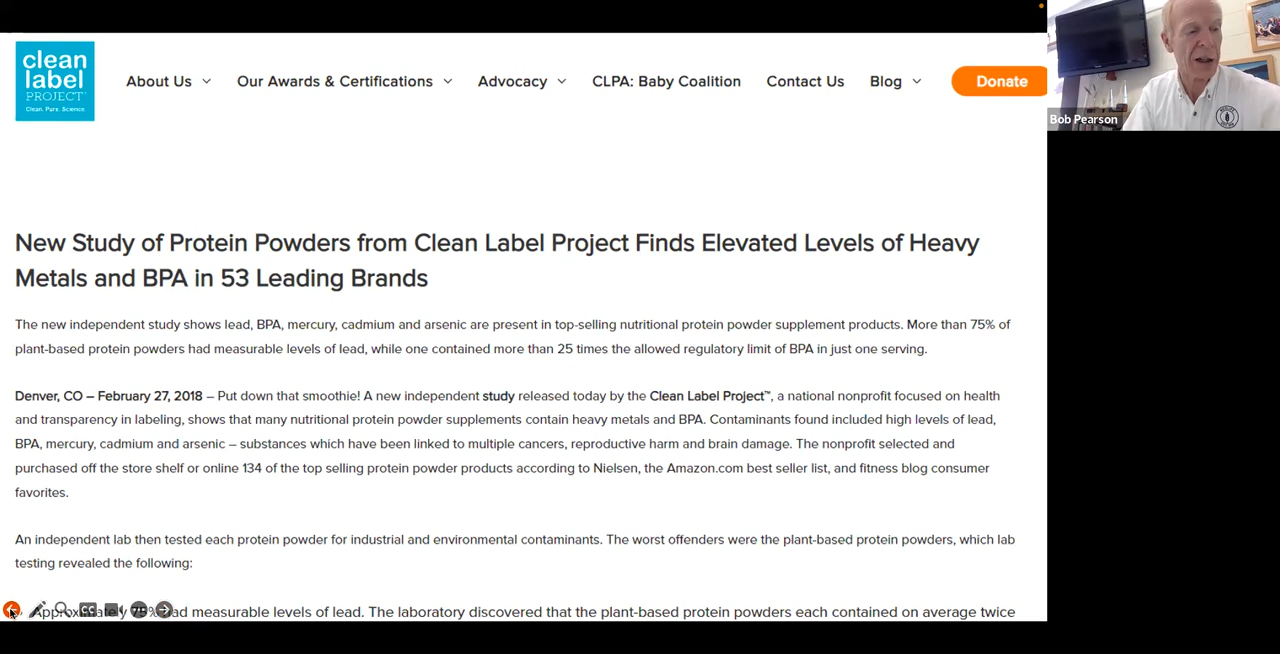 clean
label
PROJECT
Clean. Pure. Science.
About Us
Our Awards & Certifications
Advocacy
CLPA: Baby Coalition
Contact Us
Blog
Donate
Bob Pearson
New Study of Protein Powders from Clean Label Project Finds Elevated Levels of Heavy
Metals and BPA in 53 Leading Brands
The new independent study shows lead, BPA, mercury, cadmium and arsenic are present in top-selling nutritional protein powder supplement products. More than 75% of
plant-based protein powders had measurable levels of lead, while one contained more than 25 times the allowed regulatory limit of BPA in just one serving.
Denver, CO – February 27, 2018 – Put down that smoothie! A new independent study released today by the Clean Label Project™, a national nonprofit focused on health
and transparency in labeling, shows that many nutritional protein powder supplements contain heavy metals and BPA. Contaminants found included high levels of lead,
BPA, mercury, cadmium and arsenic – substances which have been linked to multiple cancers, reproductive harm and brain damage. The nonprofit selected and
purchased off the store shelf or online 134 of the top selling protein powder products according to Nielsen, the Amazon.com best seller list, and fitness blog consumer
favorites.
An independent lab then tested each protein powder for industrial and environmental contaminants. The worst offenders were the plant-based protein powders, which lab
testing revealed the following:
Approximately 75% had measurable levels of lead. The laboratory discovered that the plant-based protein powders each contained on average twice